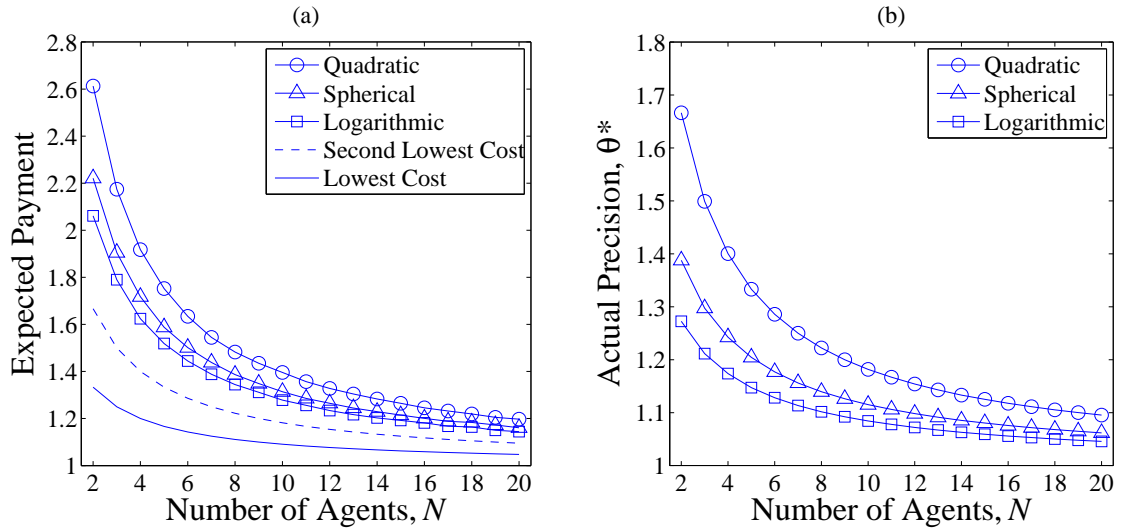 (a)
2.8
2.6
2.4
2.2
2
1.8
1.6
1.4
1.2
1
Expected Payment
Quadratic
Spherical
Logarithmic
Second Lowest Cost
Lowest Cost
2 4 6 8 10 12 14 16 18 20
Number of Agents, N
(b)
1.8
1.7
1.6
1.5
1.4
1.3
1.2
1.1
1
Actual Precision, θ*
Quadratic
Spherical
Logarithmic
2 4 6 8 10 12 14 16 18 20
Number of Agents, N